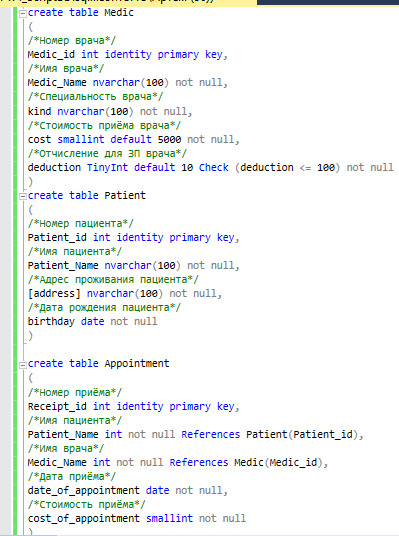 create table Medic
(
/*Номер врача*/
Medic_id int identity primary key,
/*Имя врача*/
Medic_Name nvarchar(100) not null,
/*Специальность врача*/
kind nvarchar(100) not null,
/*Стоимость приёма врача*/
cost smallint default 5000 not null,
/*Отчисление для ЗП врача*/
deduction TinyInt default 10 Check (deduction <= 100) not null
)
create table Patient
(
/*Номер пациента*/
Patient_id int identity primary key,
/*Имя пациента*/
Patient_Name nvarchar(100) not null,
/*Адрес проживания пациента*/
[address] nvarchar(100) not null,
/*Дата рождения пациента*/
birthday date not null
)
create table Appointment
(
/*Номер приёма*/
Receipt_id int identity primary key,
/*Имя пациента*/
Patient_Name int not null References Patient(Patient_id),
/*Имя врача*/
Medic_Name int not null References Medic(Medic_id),
/*Дата приёма*/
date_of_appointment date not null,
/*Стоимость приёма*/
cost_of_appointment smallint not null
)